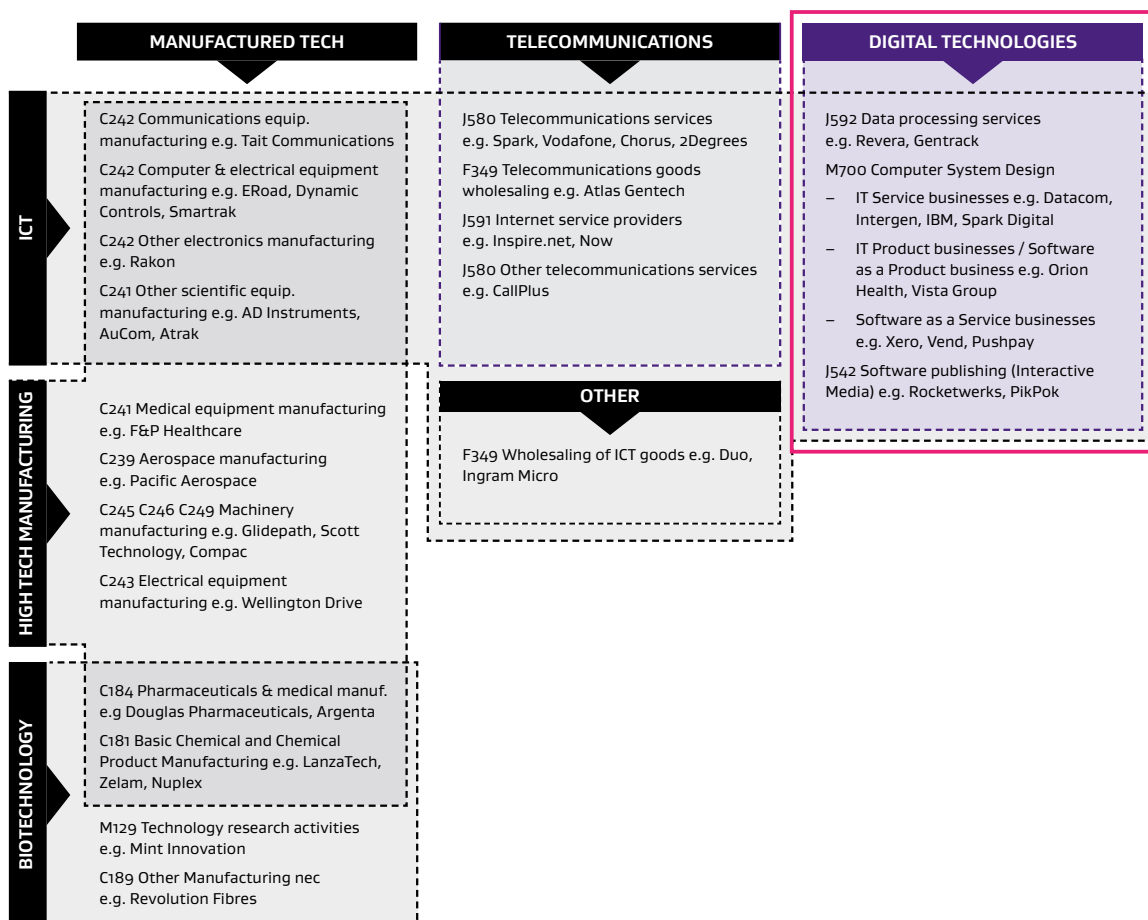 MANUFACTURED TECH
TELECOMMUNICATIONS
DIGITAL TECHNOLOGIES
ICT
C242 Communications equip.
manufacturing e.g. Tait Communications
C242 Computer & electrical equipment
manufacturing e.g. ERoad, Dynamic
Controls, Smartrak
C242 Other electronics manufacturing
e.g. Rakon
C241 Other scientific equip.
manufacturing e.g. AD Instruments,
AuCom, Atrak
J580 Telecommunications services
e.g. Spark, Vodafone, Chorus, 2Degrees
F349 Telecommunications goods
wholesaling e.g. Atlas Gentech
J591 Internet service providers
e.g. Inspire.net, Now
J580 Other telecommunications services
e.g. CallPlus
J592 Data processing services
e.g. Revera, Gentrack
M700 Computer System Design
– IT Service businesses e.g. Datacom,
Intergen, IBM, Spark Digital
– IT Product businesses / Software
as a Product business e.g. Orion
Health, Vista Group
– Software as a Service businesses
e.g. Xero, Vend, Pushpay
J542 Software publishing (Interactive
Media) e.g. Rocketwerks, PikPok
OTHER
F349 Wholesaling of ICT goods e.g. Duo,
Ingram Micro
HIGH TECH MANUFACTURING
C241 Medical equipment manufacturing
e.g. F&P Healthcare
C239 Aerospace manufacturing
e.g. Pacific Aerospace
C245 C246 C249 Machinery
manufacturing e.g. Glidepath, Scott
Technology, Compac
C243 Electrical equipment
manufacturing e.g. Wellington Drive
BIOTECHNOLOGY
C184 Pharmaceuticals & medical manuf.
e.g Douglas Pharmaceuticals, Argenta
C181 Basic Chemical and Chemical
Product Manufacturing e.g. LanzaTech,
Zelam, Nuplex
M129 Technology research activities
e.g. Mint Innovation
C189 Other Manufacturing nec
e.g. Revolution Fibres